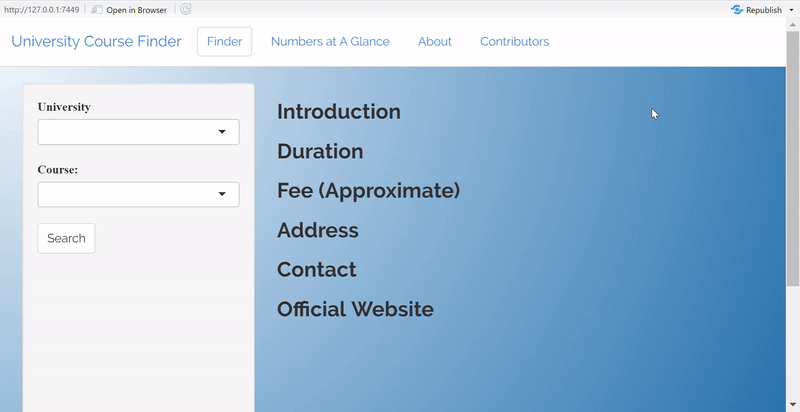 http://127.0.0.1:7449 Open in Browser Republish
University Course Finder Finder Numbers at A Glance About Contributors
University
Course:
Search
Introduction
Duration
Fee (Approximate)
Address
Contact
Official Website